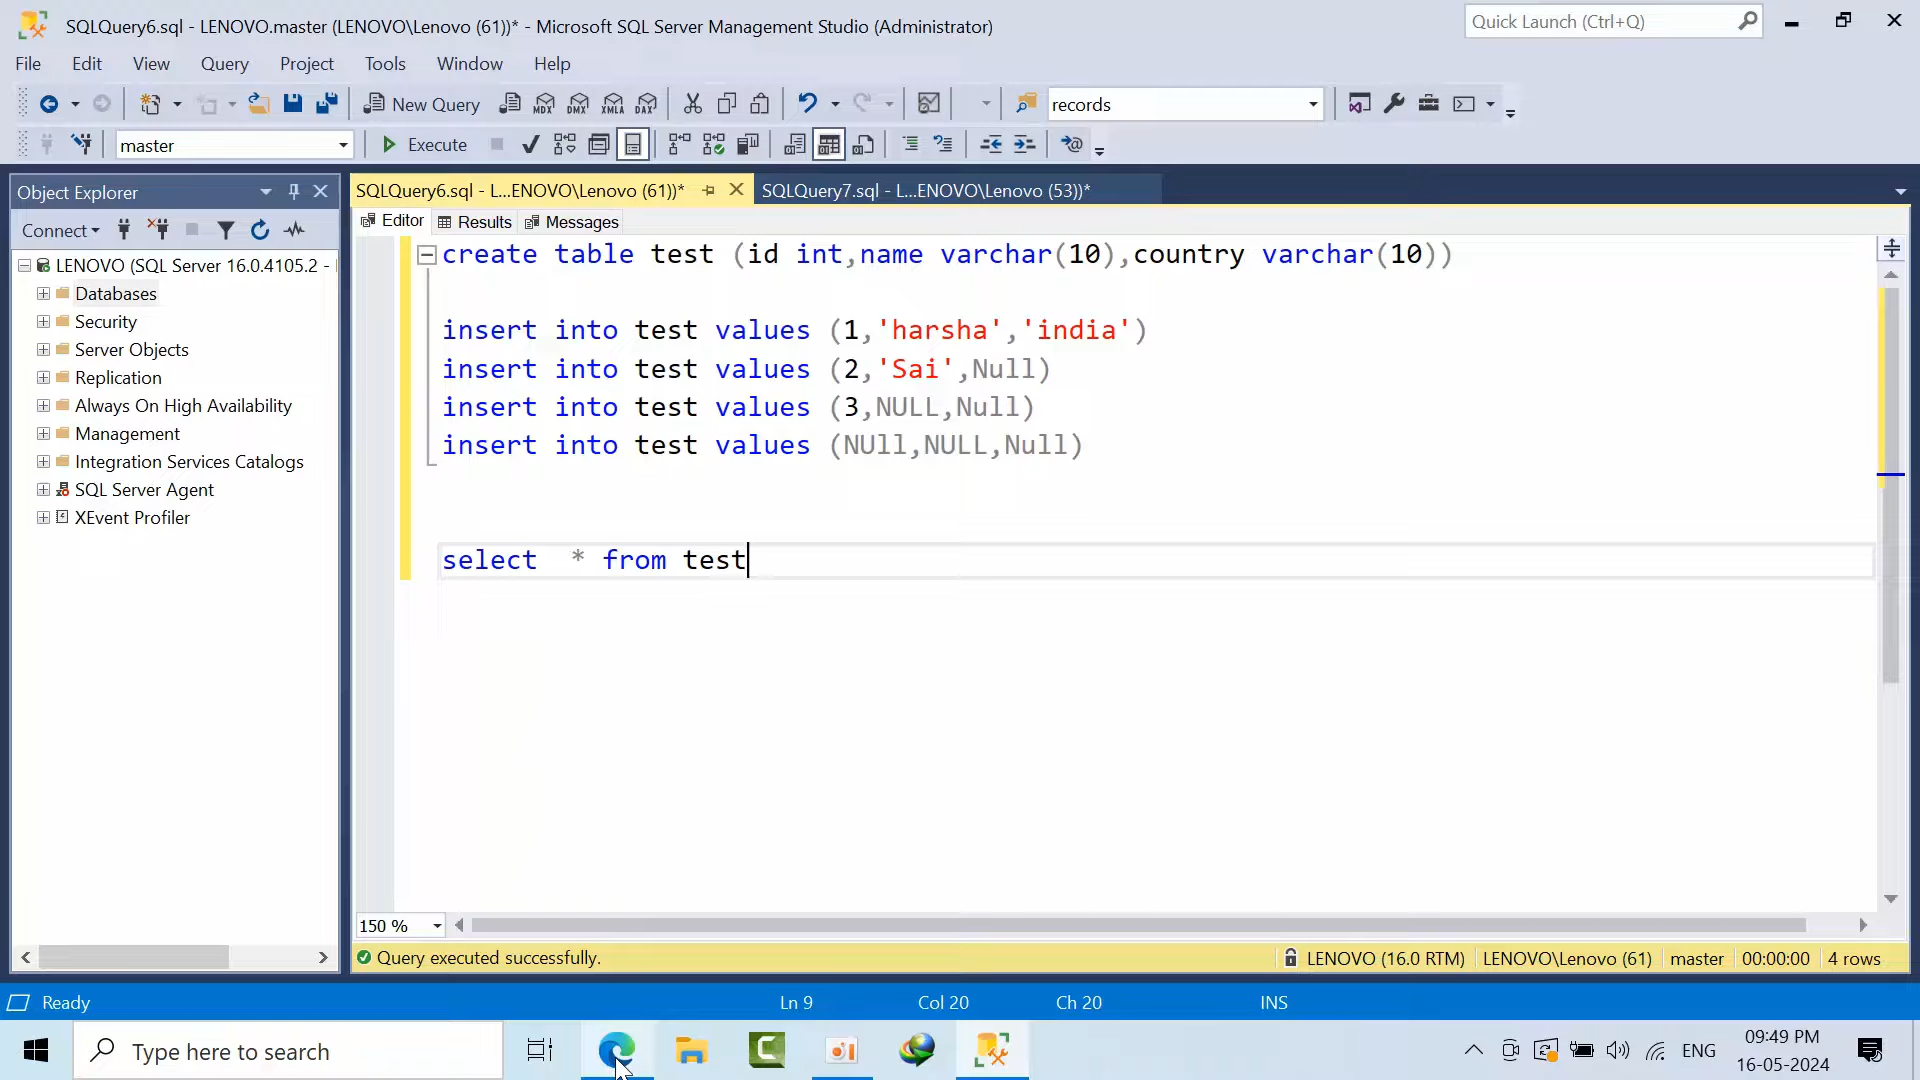 SQLQuery6.sql - LENOVO.master (LENOVO\Lenovo (61))* - Microsoft SQL Server Management Studio (Administrator)
Quick Launch (Ctrl+Q)
File Edit View Query Project Tools Window Help
New Query MDX DMX XMLA DAX records
master Execute
Object Explorer
SQLQuery6.sql - L...ENOVO\Lenovo (61))* SQLQuery7.sql - L...ENOVO\Lenovo (53))*
Connect
Editor Results Messages
LENOVO (SQL Server 16.0.4105.2 -
Databases
Security
Server Objects
Replication
Always On High Availability
Management
Integration Services Catalogs
SQL Server Agent
XEvent Profiler
create table test (id int,name varchar(10),country varchar(10))
insert into test values (1,'harsha','india')
insert into test values (2,'Sai',Null)
insert into test values (3,NULL,Null)
insert into test values (NUll,NULL,Null)
select  * from test
150 %
Query executed successfully. LENOVO (16.0 RTM) LENOVO\Lenovo (61) master 00:00:00 4 rows
Ready Ln 9 Col 20 Ch 20 INS
Type here to search
ENG
09:49 PM
16-05-2024